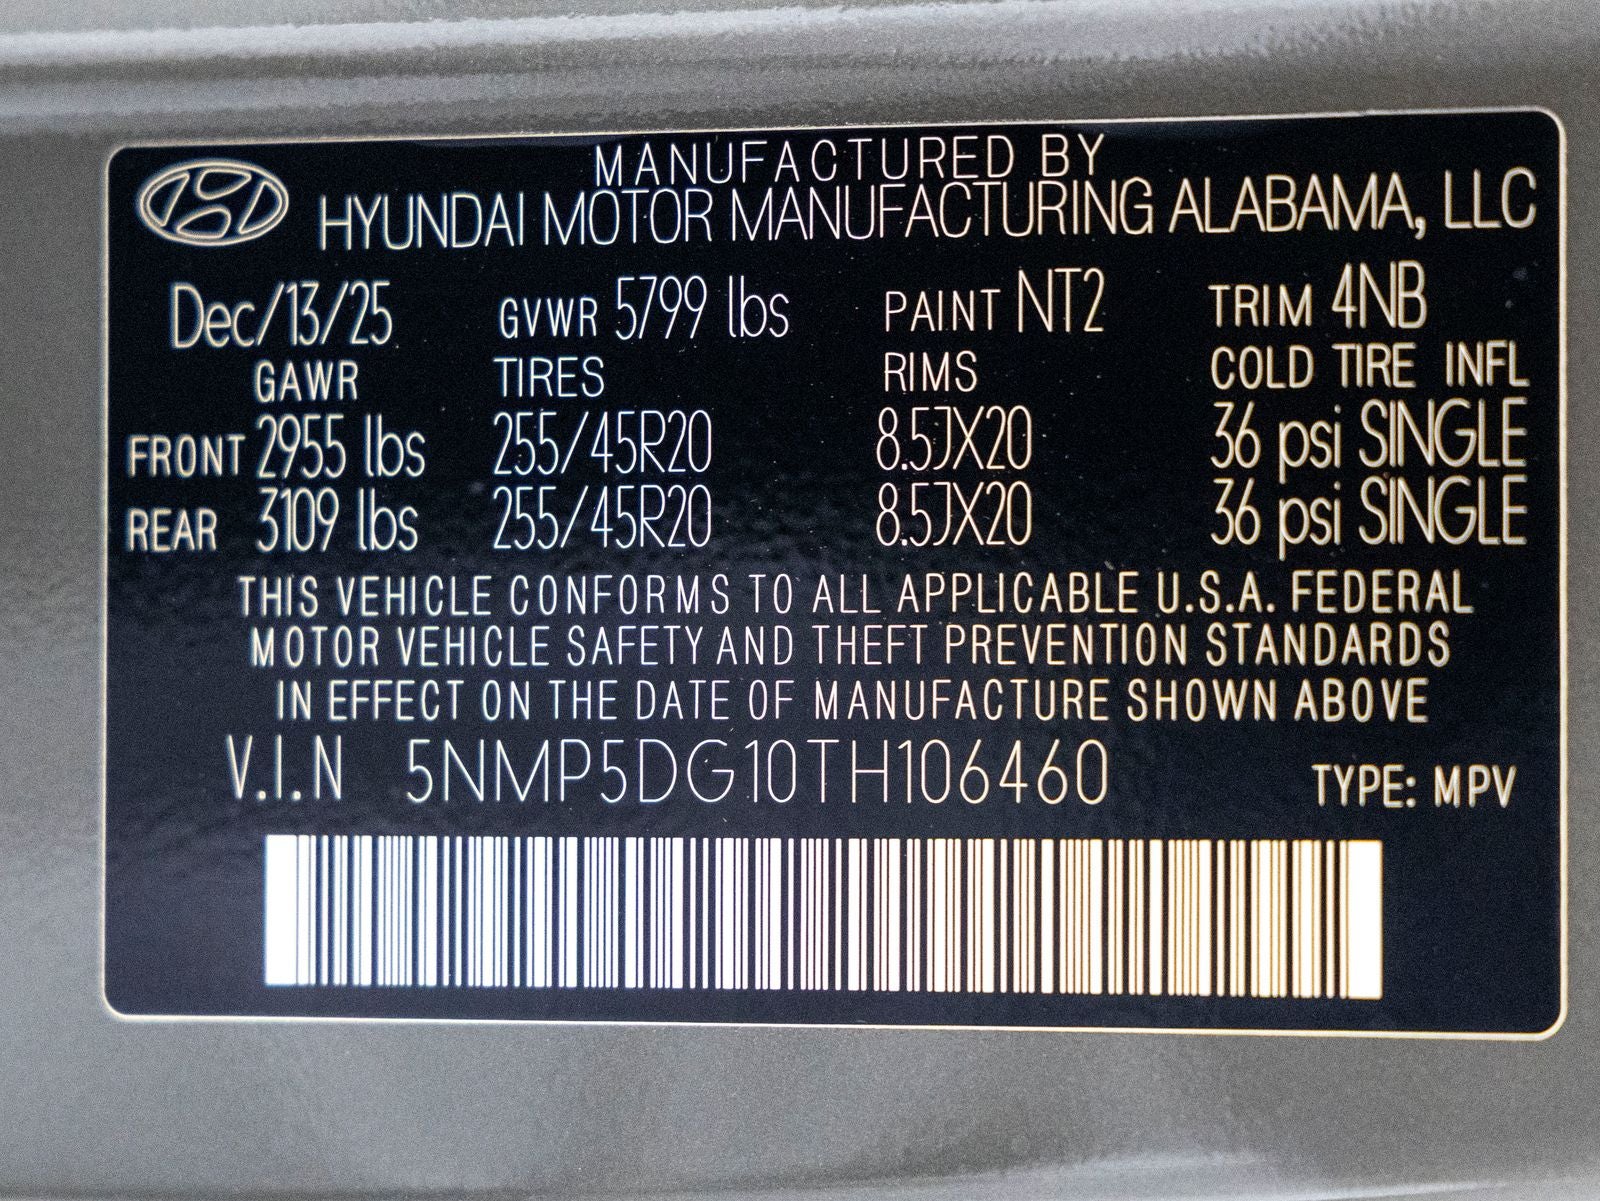 MANUFACTURED BY
HYUNDAI MOTOR MANUFACTURING ALABAMA, LLC
Dec/13/25 GVWR 5799 lbs PAINT NT2 TRIM 4NB
GAWR TIRES RIMS COLD TIRE INFL
FRONT 2955 lbs 255/45R20 8.5JX20 36 psi SINGLE
REAR 3109 lbs 255/45R20 8.5JX20 36 psi SINGLE
THIS VEHICLE CONFORMS TO ALL APPLICABLE U.S.A. FEDERAL
MOTOR VEHICLE SAFETY AND THEFT PREVENTION STANDARDS
IN EFFECT ON THE DATE OF MANUFACTURE SHOWN ABOVE
V.I.N 5NMP5DG10TH106460 TYPE: MPV